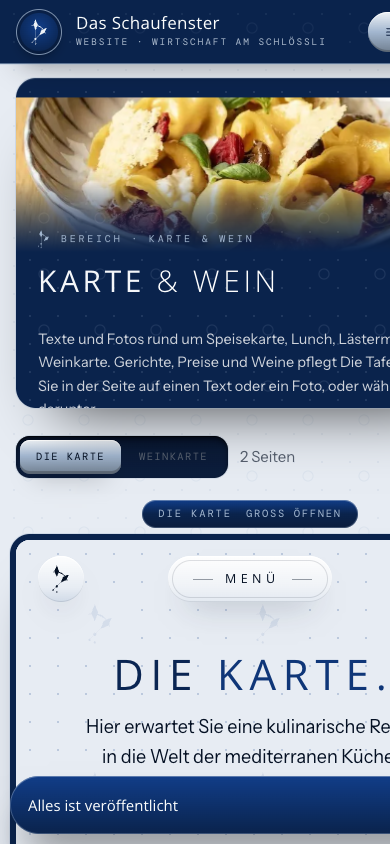 Das Schaufenster
WEBSITE · WIRTSCHAFT AM SCHLÖSSLI
BEREICH · KARTE & WEIN
KARTE & WEIN
Texte und Fotos rund um Speisekarte, Lunch, Lästerm
Weinkarte. Gerichte, Preise und Weine pflegt Die Tafe
Sie in der Seite auf einen Text oder ein Foto, oder wäh
darunter
DIE KARTE WEINKARTE 2 Seiten
DIE KARTE GROSS ÖFFNEN
MENÜ
DIE KARTE.
Hier erwartet Sie eine kulinarische Re
in die Welt der mediterranen Küche
Alles ist veröffentlicht